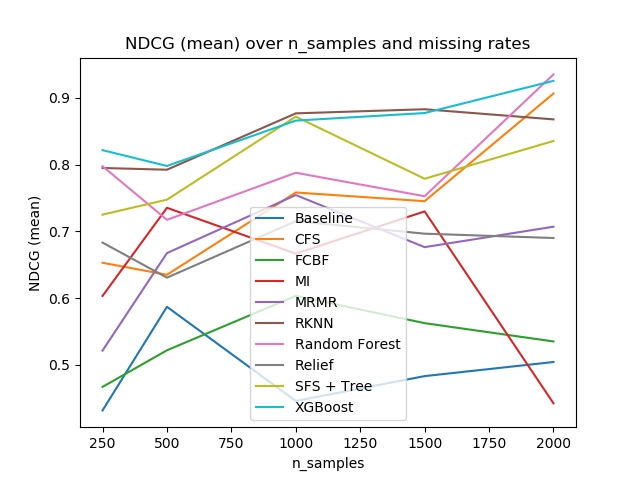 NDCG (mean) over n_samples and missing rates
NDCG (mean)
0.9
0.8
0.7
0.6
0.5
Baseline
CFS
FCBF
MI
MRMR
RKNN
Random Forest
Relief
SFS + Tree
XGBoost
250 500 750 1000 1250 1500 1750 2000
n_samples